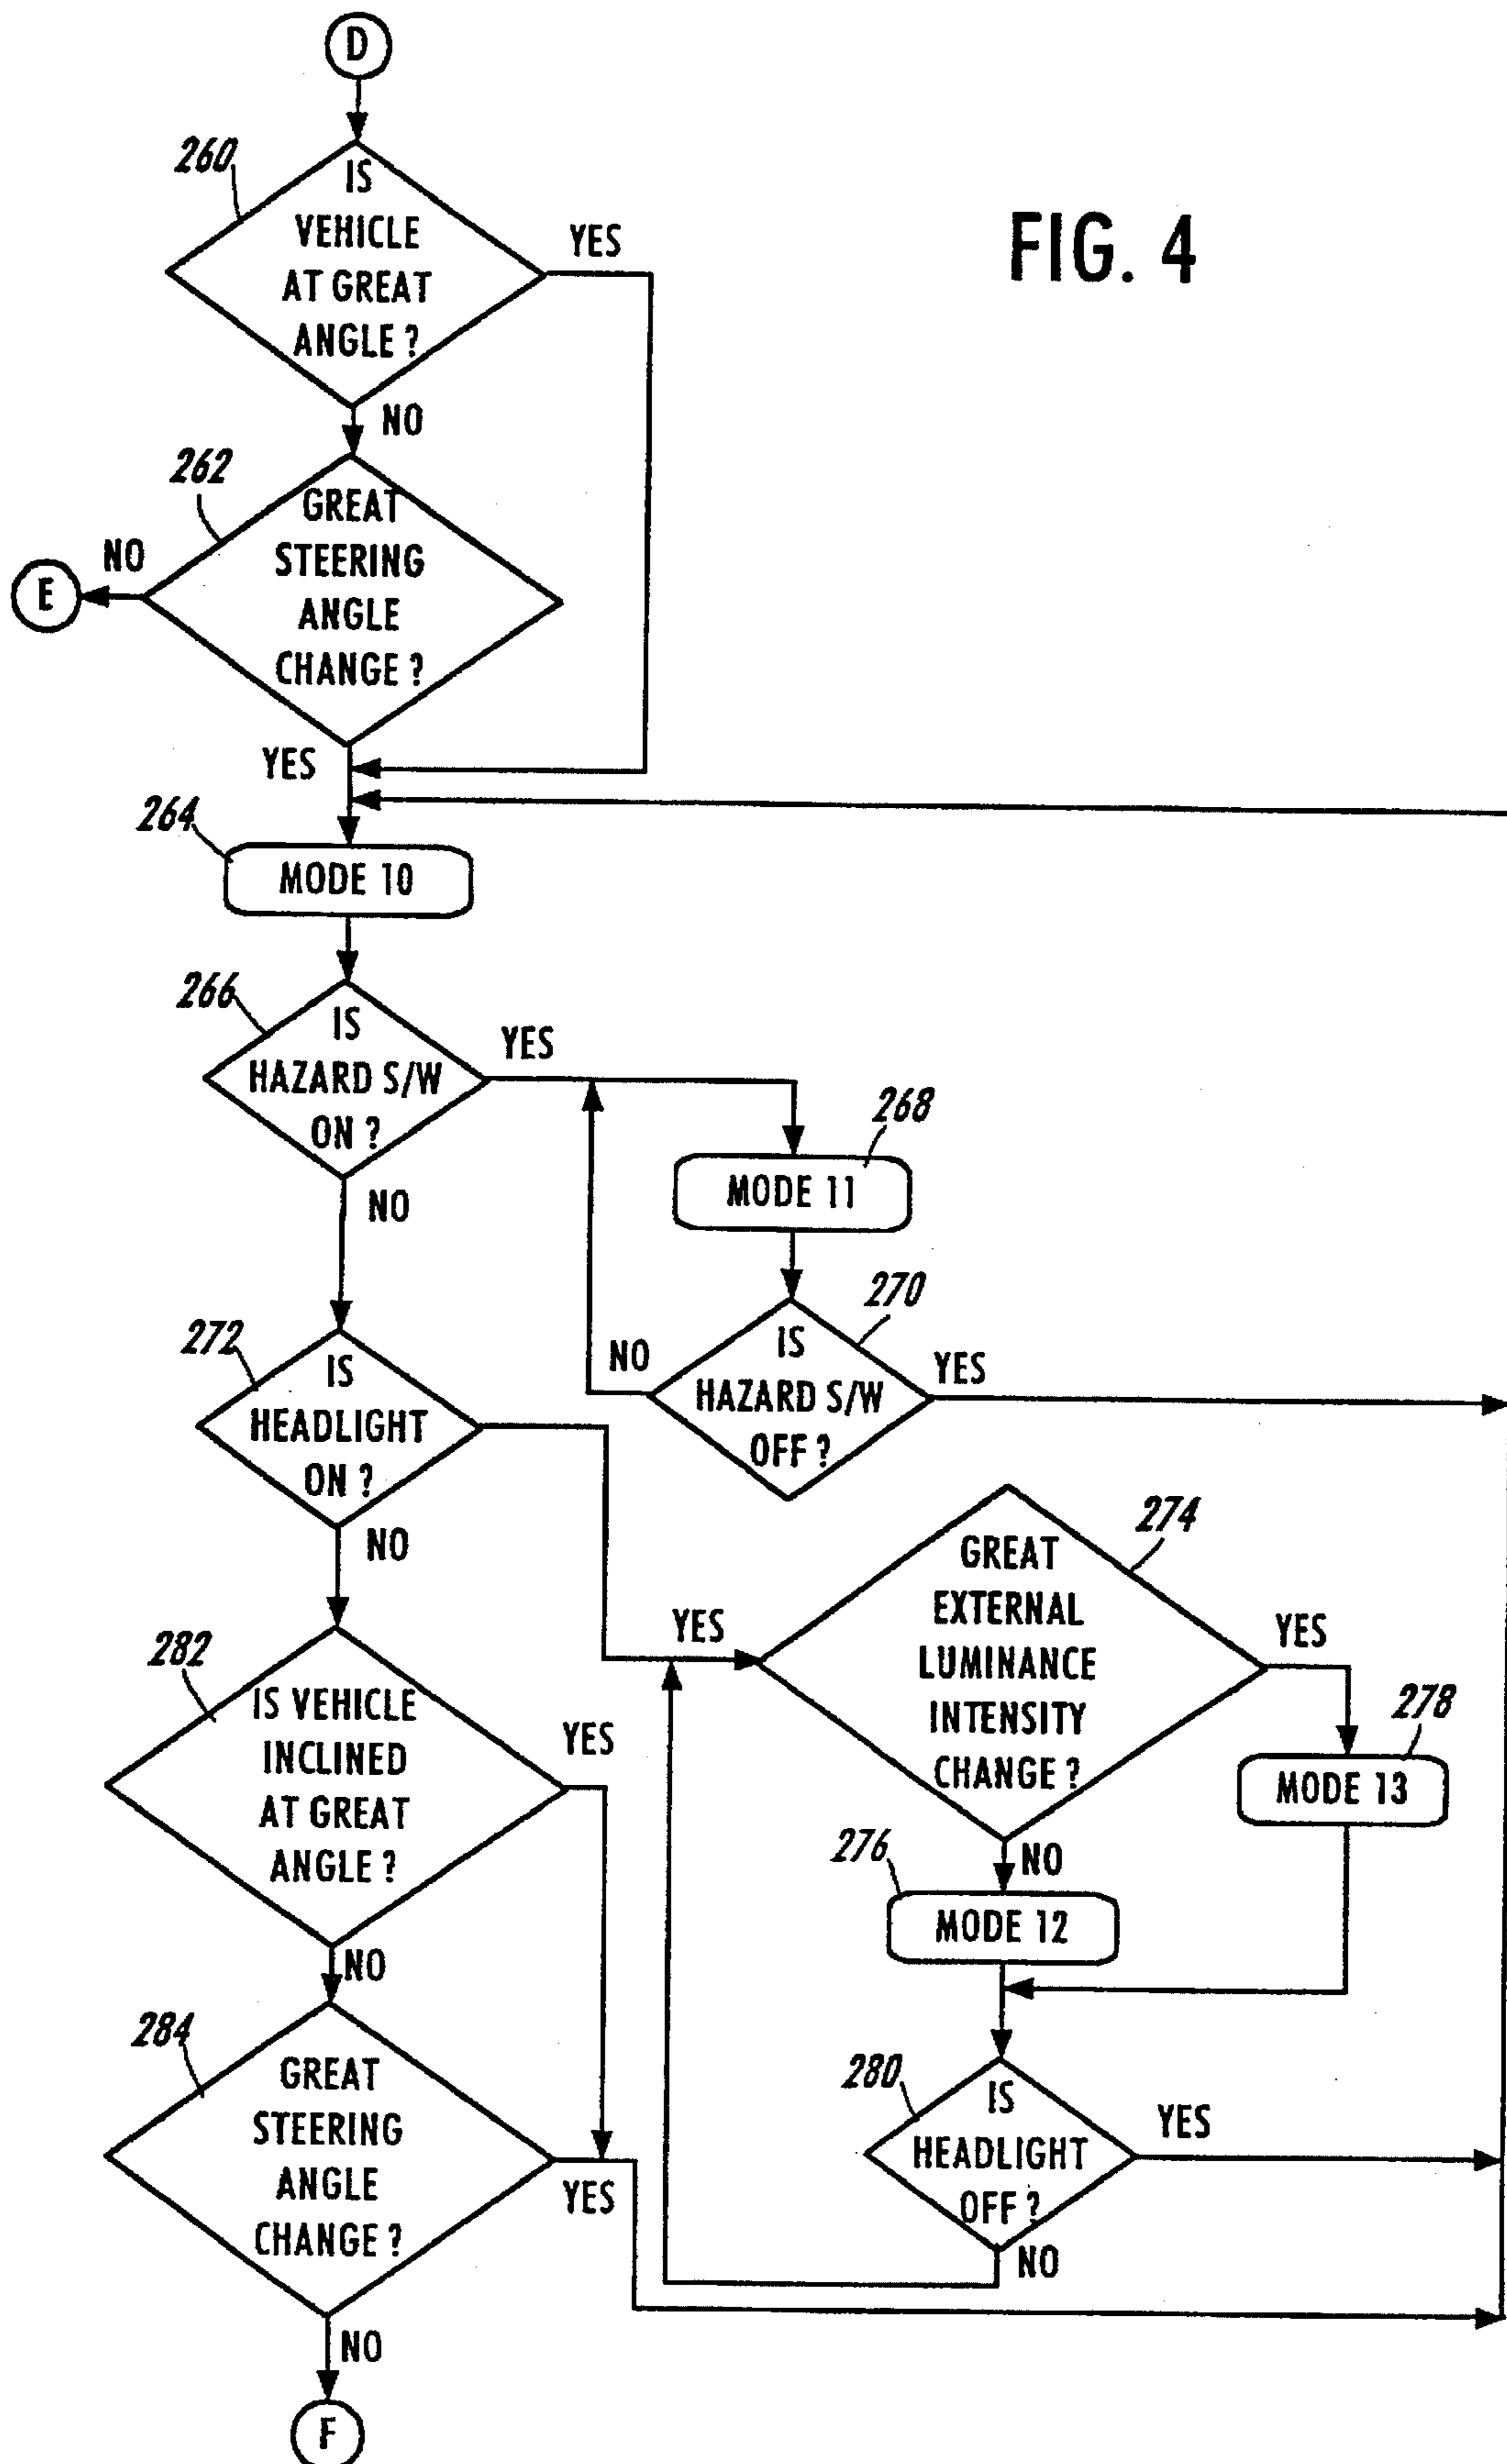 D
260
IS
VEHICLE
AT GREAT
ANGLE ?
YES
FIG. 4
NO
262
GREAT
STEERING
ANGLE
CHANGE ?
NO
E
YES
264
MODE 10
266
IS
HAZARD S/W
ON ?
YES
268
MODE 11
NO
270
IS
HAZARD S/W
OFF ?
NO
YES
272
IS
HEADLIGHT
ON ?
NO
274
GREAT
EXTERNAL
LUMINANCE
INTENSITY
CHANGE ?
YES
YES
278
MODE 13
282
IS VEHICLE
INCLINED
AT GREAT
ANGLE ?
YES
NO
276
MODE 12
NO
284
GREAT
STEERING
ANGLE
CHANGE ?
YES
280
IS
HEADLIGHT
OFF ?
YES
NO
NO
F